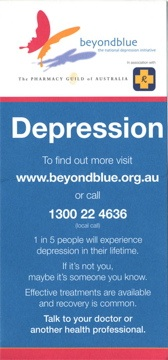 beyondblue
the national depression initiative
in association with
THE PHARMACY GUILD OF AUSTRALIA
Depression
To find out more visit
www.beyondblue.org.au
or call
1300 22 4636
(local call)
1 in 5 people will experience
depression in their lifetime.
If it's not you,
maybe it's someone you know.
Effective treatments are available
and recovery is common.
Talk to your doctor or
another health professional.